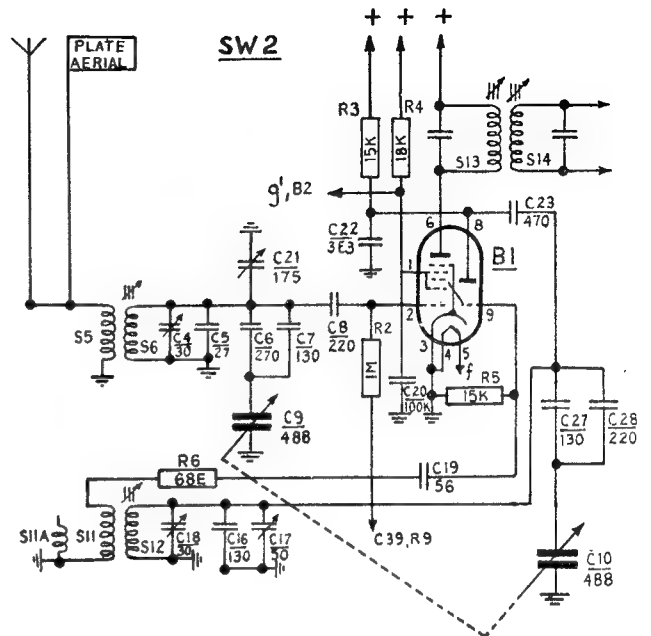 PLATE
AERIAL
SW2
+
+
+
R3
R4
15K
18K
S13
S14
g', B2
C23
470
6
8
C22
3E3
B1
C21
175
1
2
9
3
4
5
f
S5
S6
C4
30
C5
27
C6
270
C7
130
C8
220
R2
1M
C20
100K
R5
15K
C27
130
C28
220
C9
488
R6
68E
C19
56
S11A
S11
S12
C18
30
C16
130
C17
30
C39, R9
C10
488